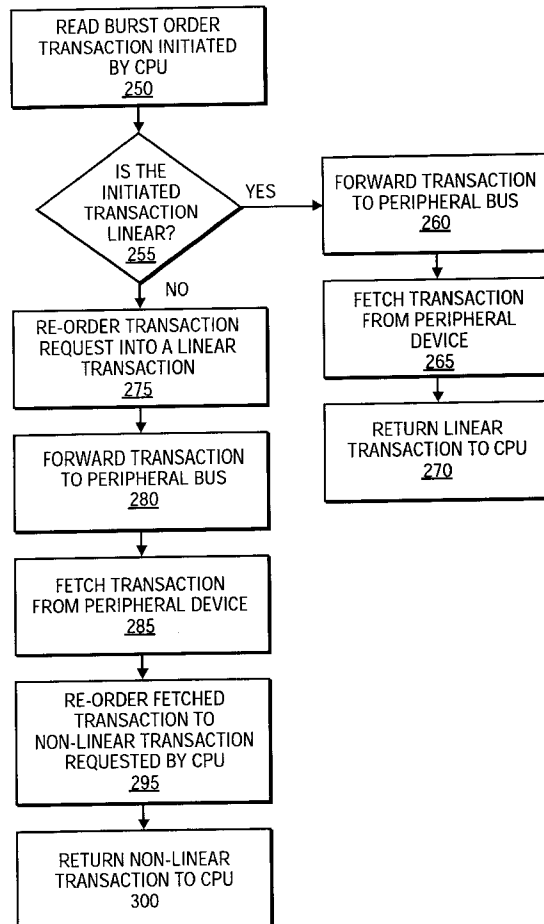 READ BURST ORDER
TRANSACTION INITIATED
BY CPU
250
IS THE
INITIATED
TRANSACTION
LINEAR?
255
YES
NO
FORWARD TRANSACTION
TO PERIPHERAL BUS
260
FETCH TRANSACTION
FROM PERIPHERAL
DEVICE
265
RETURN LINEAR
TRANSACTION TO CPU
270
RE-ORDER TRANSACTION
REQUEST INTO A LINEAR
TRANSACTION
275
FORWARD TRANSACTION
TO PERIPHERAL BUS
280
FETCH TRANSACTION
FROM PERIPHERAL DEVICE
285
RE-ORDER FETCHED
TRANSACTION TO
NON-LINEAR TRANSACTION
REQUESTED BY CPU
295
RETURN NON-LINEAR
TRANSACTION TO CPU
300